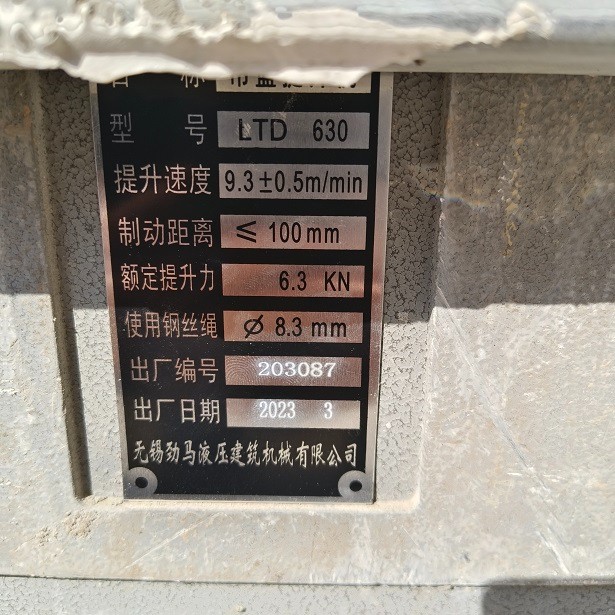 型 号 LTD 630
提升速度 9.3±0.5m/min
制动距离 ≤ 100mm
额定提升力 6.3 KN
使用钢丝绳 Ø 8.3 mm
出厂编号 203087
出厂日期 2023 3
无锡劲马液压建筑机械有限公司